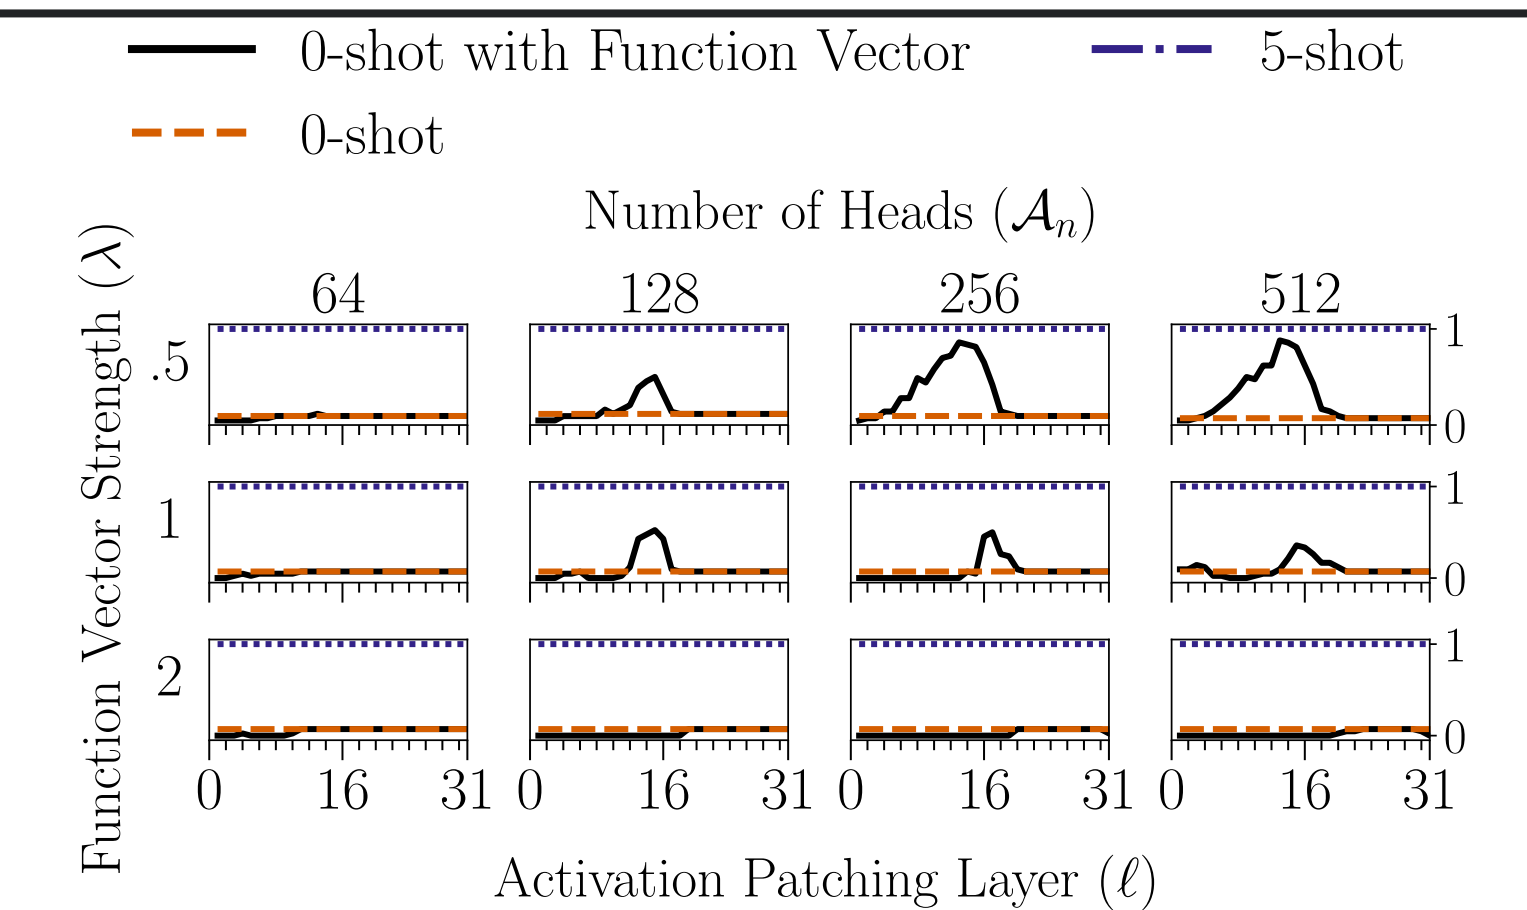 0-shot with Function Vector 5-shot
0-shot
Number of Heads (𝒜ₙ)
64 128 256 512
Function Vector Strength (λ)
.5
1
0
1
1
0
2
1
0
0 16 31 0 16 31 0 16 31 0 16 31
Activation Patching Layer (ℓ)